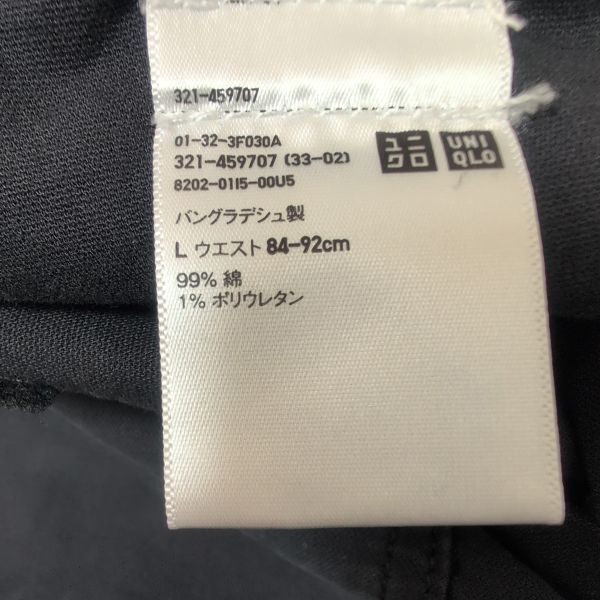 321-459707
01-32-3F030A
321-459707 (33-02)
8202-0115-00U5
ユニ
クロ
UNI
QLO
バングラデシュ製
L ウエスト 84-92cm
99% 綿
1% ポリウレタン